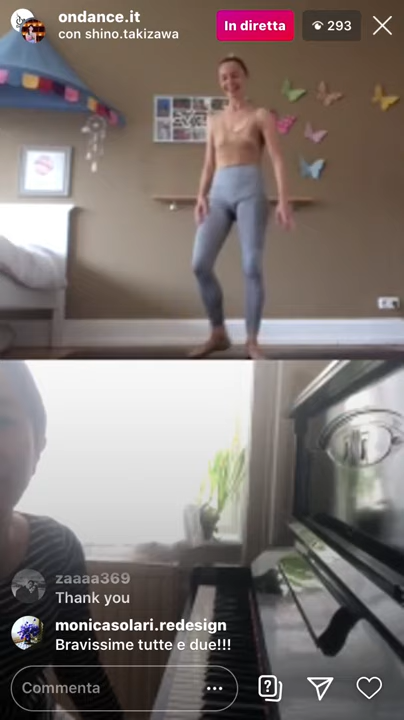 ondance.it
con shino.takizawa
In diretta
293
zaaaa369
Thank you
monicasolari.redesign
Bravissime tutte e due!!!
Commenta